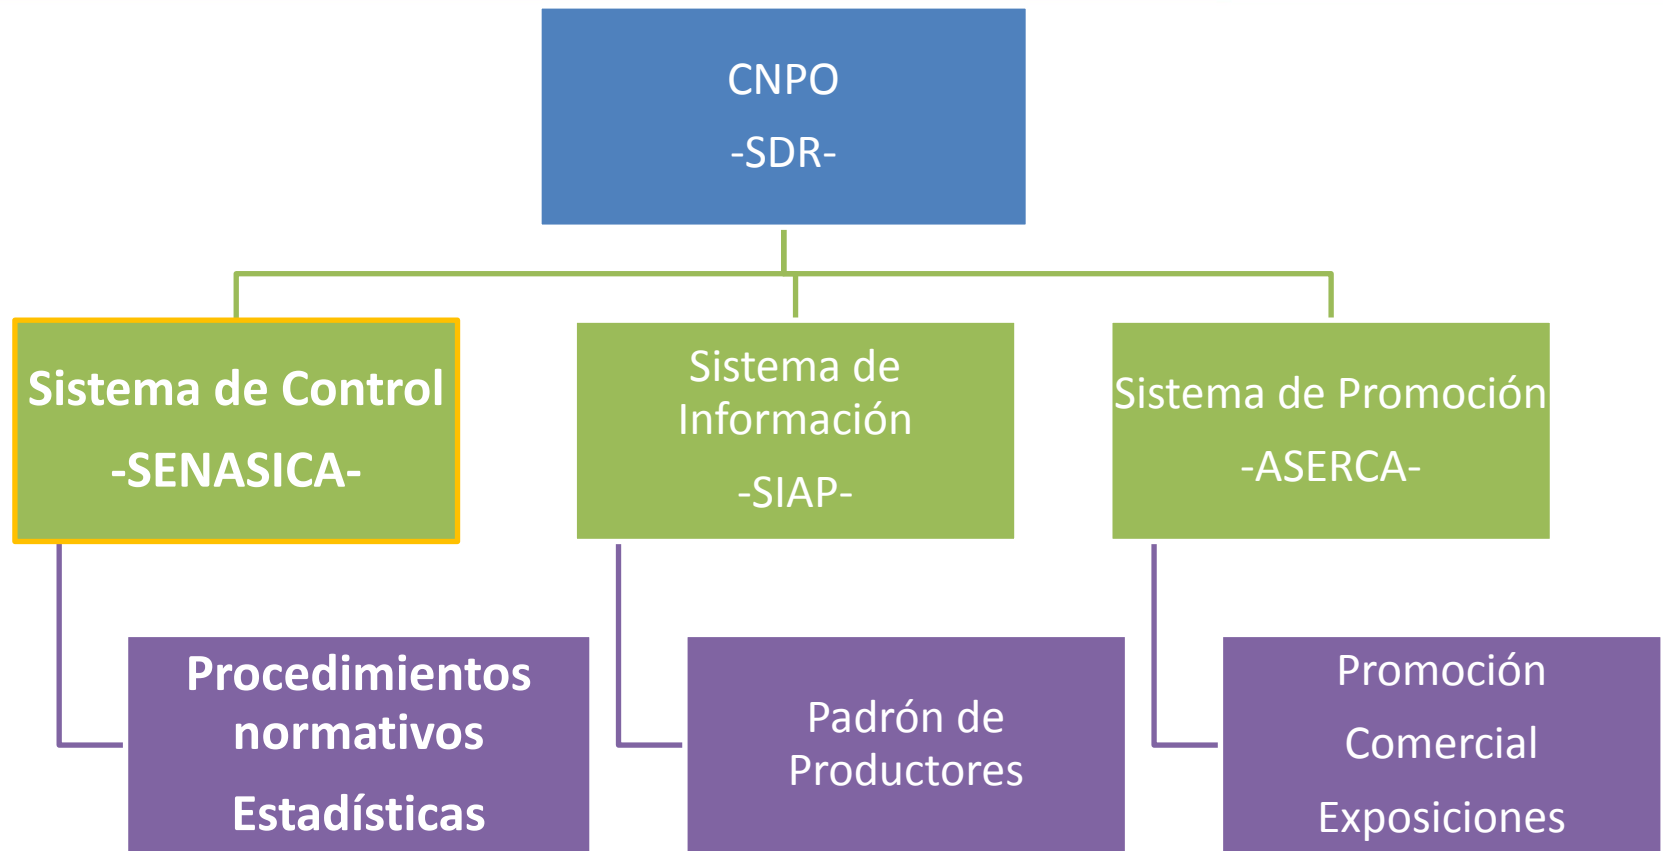 CNPO
-SDR-
Sistema de Control
-SENASICA-
Sistema de
Información
-SIAP-
Sistema de Promoción
-ASERCA-
Procedimientos
normativos
Estadísticas
Padrón de
Productores
Promoción
Comercial
Exposiciones